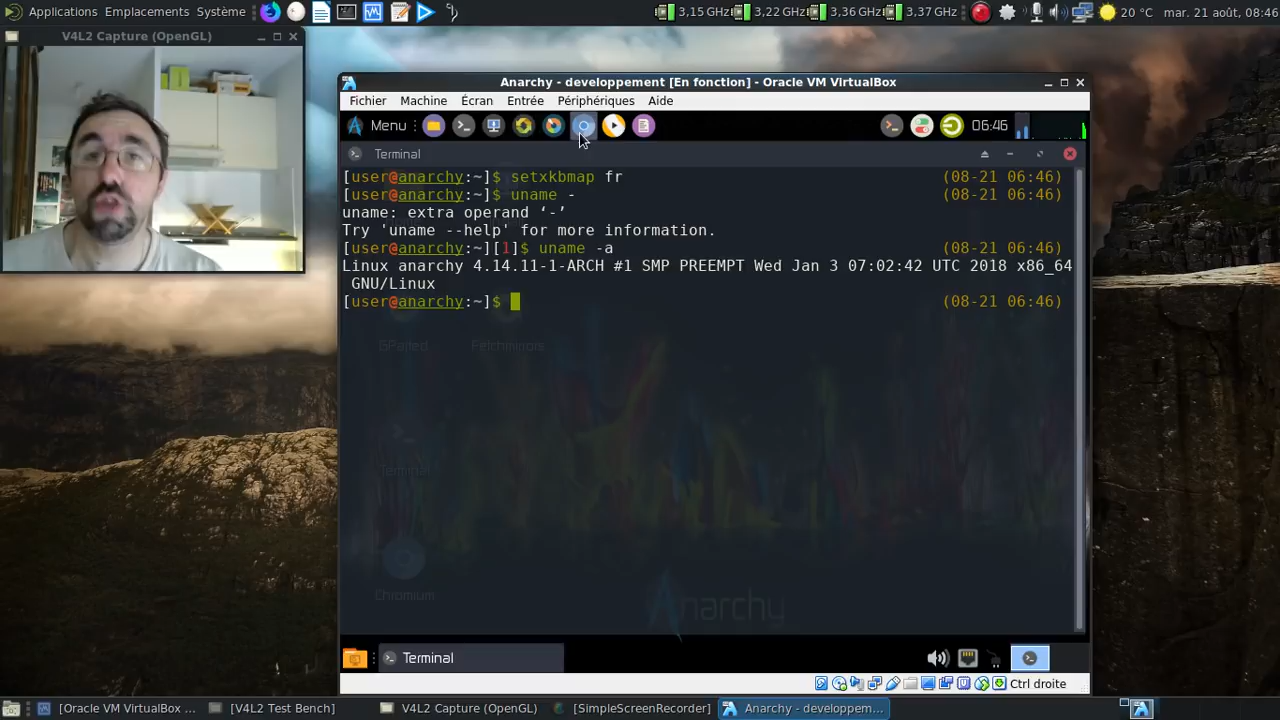 Applications Emplacements Système 3,15 GHz 3,22 GHz 3,36 GHz 3,37 GHz 20 °C mar. 21 août, 08:46
V4L2 Capture (OpenGL)
Anarchy - developpement [En fonction] - Oracle VM VirtualBox
Fichier Machine Écran Entrée Périphériques Aide
Menu 06:46
Terminal
[user@anarchy:~]$ setxkbmap fr (08-21 06:46)
[user@anarchy:~]$ uname - (08-21 06:46)
uname: extra operand ‘-’
Try 'uname --help' for more information.
[user@anarchy:~][1]$ uname -a (08-21 06:46)
Linux anarchy 4.14.11-1-ARCH #1 SMP PREEMPT Wed Jan 3 07:02:42 UTC 2018 x86_64
GNU/Linux
[user@anarchy:~]$ (08-21 06:46)
GParted
Terminal
Chromium
Anarchy
Terminal
Ctrl droite
[Oracle VM VirtualBox ... [V4L2 Test Bench] V4L2 Capture (OpenGL) [SimpleScreenRecorder] Anarchy - developpem...